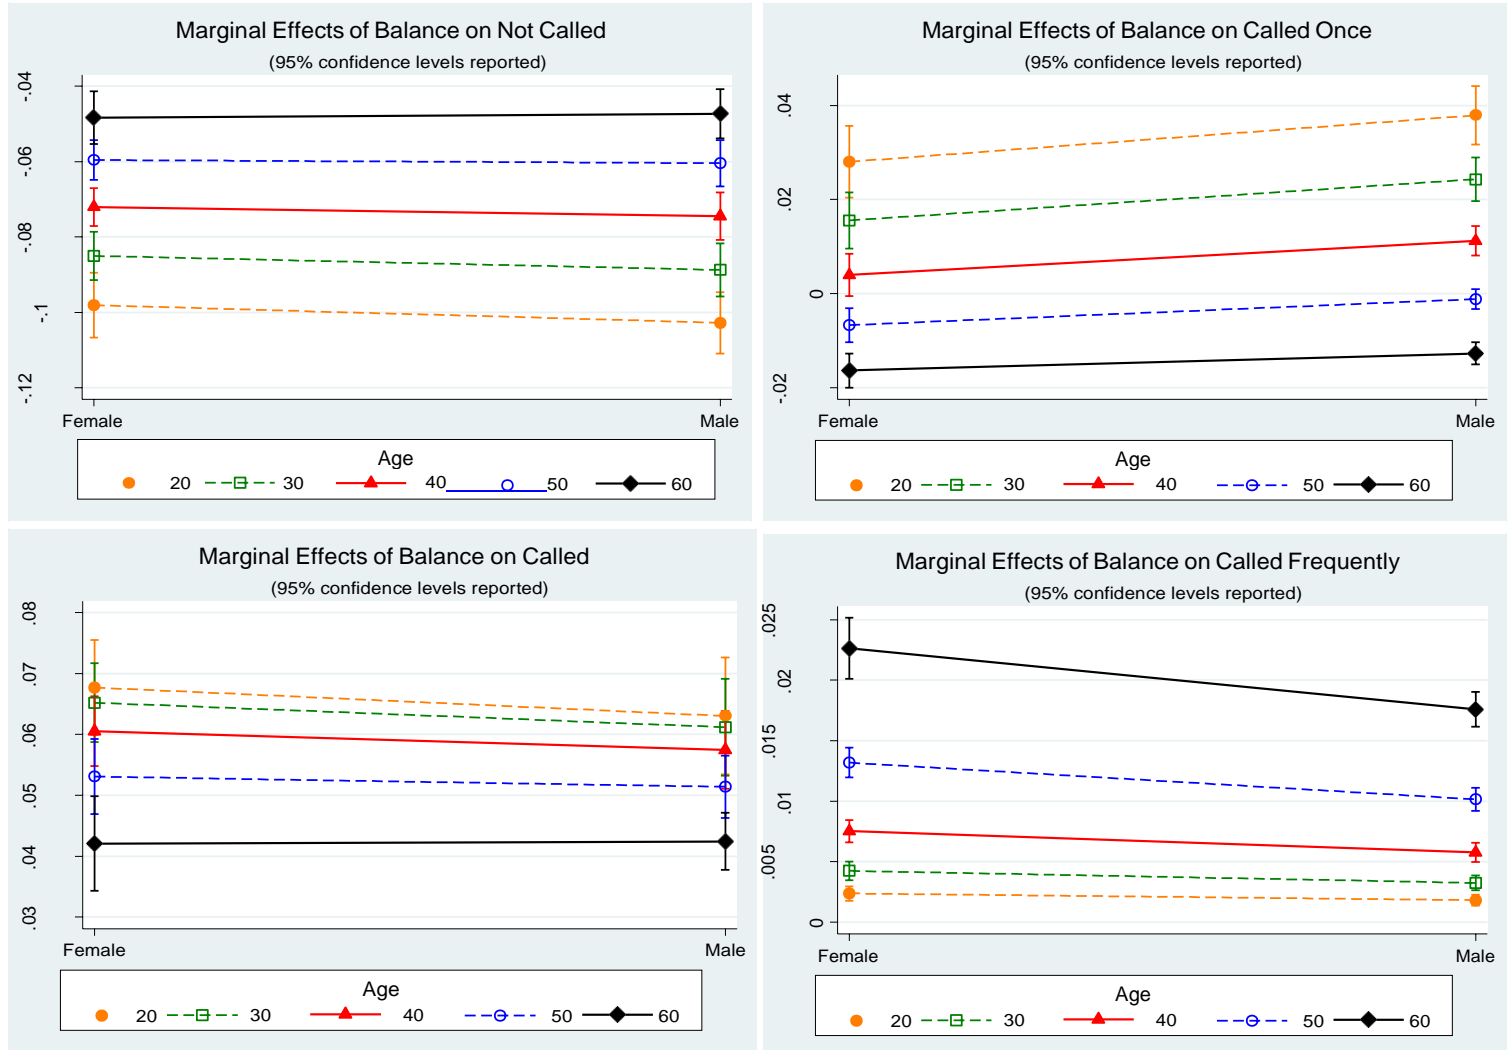 Marginal Effects of Balance on Not Called
(95% confidence levels reported)
-.04
-.06
-.08
-.1
-.12
Female Male
Age
20 30 40 50 60
Marginal Effects of Balance on Called Once
(95% confidence levels reported)
.04
.02
0
-.02
Female Male
Age
20 30 40 50 60
Marginal Effects of Balance on Called
(95% confidence levels reported)
.08
.07
.06
.05
.04
.03
Female Male
Age
20 30 40 50 60
Marginal Effects of Balance on Called Frequently
(95% confidence levels reported)
.025
.02
.015
.01
.005
0
Female Male
Age
20 30 40 50 60